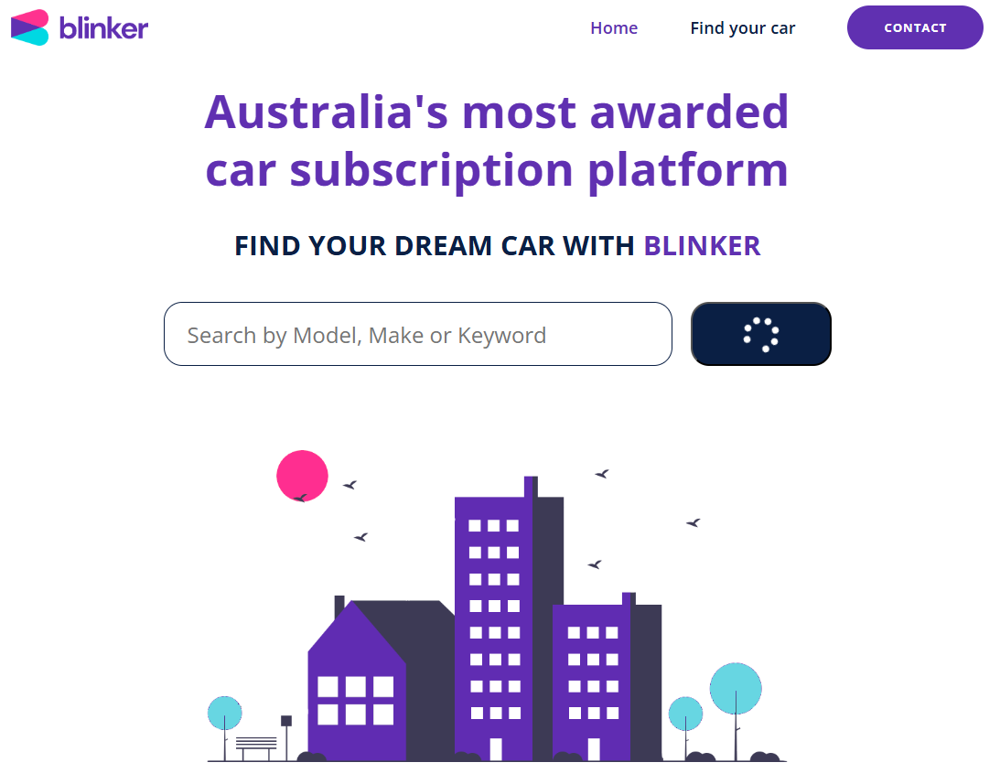 blinker
Home
Find your car
CONTACT
Australia's most awarded
car subscription platform
FIND YOUR DREAM CAR WITH BLINKER
Search by Model, Make or Keyword